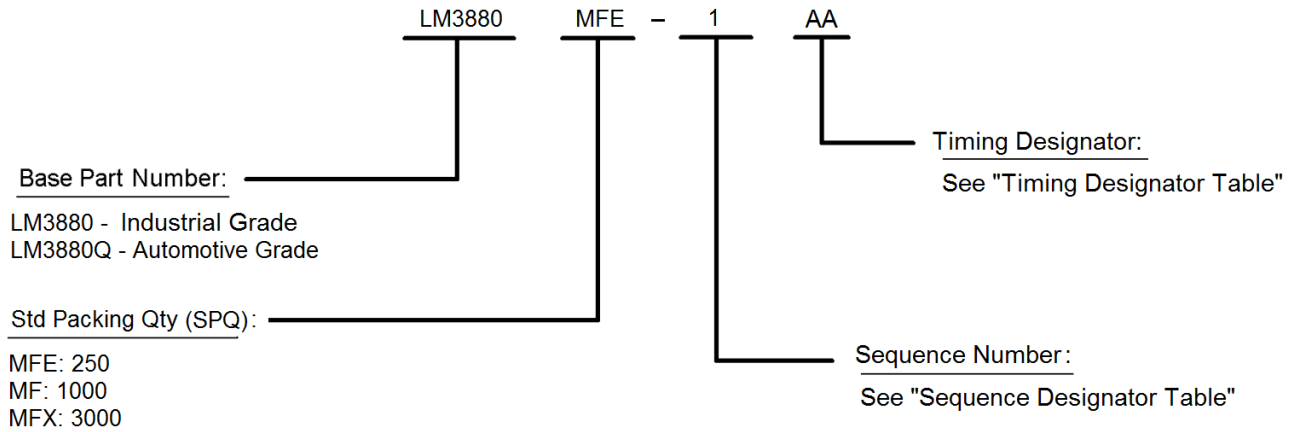 LM3880 MFE – 1 AA
Timing Designator:
See "Timing Designator Table"
Base Part Number:
LM3880 - Industrial Grade
LM3880Q - Automotive Grade
Std Packing Qty (SPQ):
MFE: 250
MF: 1000
MFX: 3000
Sequence Number:
See "Sequence Designator Table"